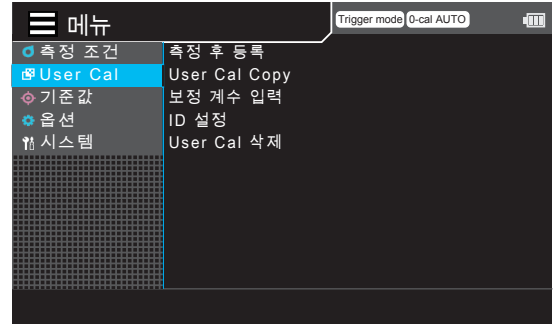 메뉴
Trigger mode 0-cal AUTO
측정 조건
User Cal
기준값
옵션
시스템
측정 후 등록
User Cal Copy
보정 계수 입력
ID 설정
User Cal 삭제